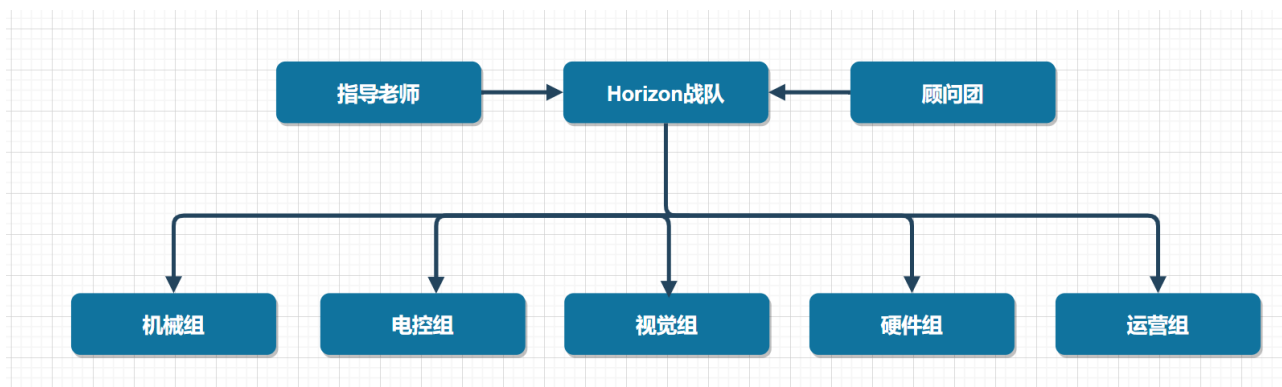 指导老师
Horizon战队
顾问团
机械组
电控组
视觉组
硬件组
运营组